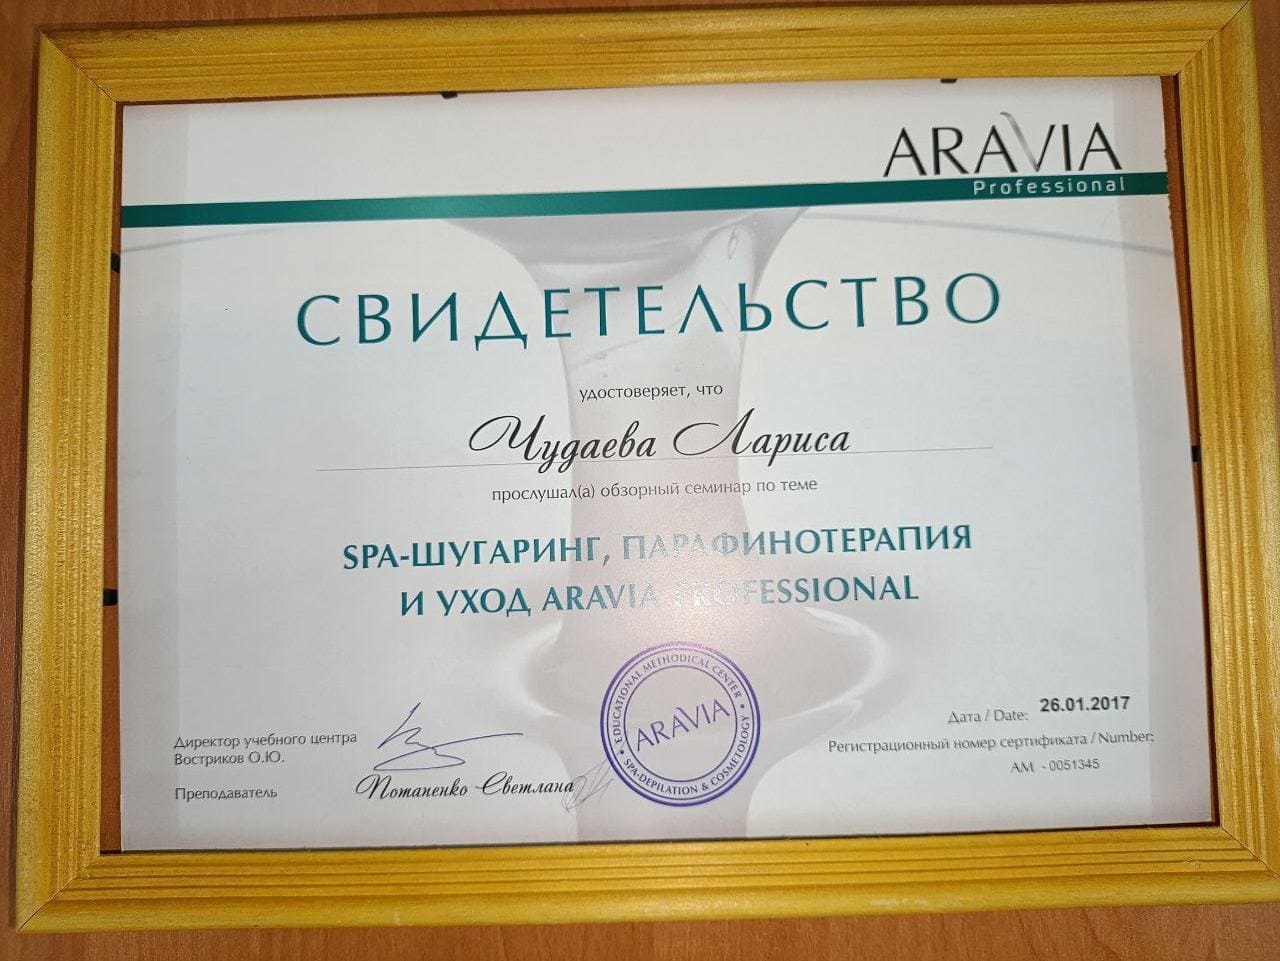 ARAVIA
Professional
СВИДЕТЕЛЬСТВО
удостоверяет, что
Чудаева Лариса
прослушал(а) обзорный семинар по теме
SPA-ШУГАРИНГ, ПАРАФИНОТЕРАПИЯ
И УХОД ARAVIA PROFESSIONAL
Директор учебного центра
Востриков О.Ю.
Преподаватель
Потапенко Светлана
EDUCATIONAL METHODICAL CENTER
ARAVIA
SPA-DEPILATION & COSMETOLOGY
Дата / Date: 26.01.2017
Регистрационный номер сертификата / Number:
АМ - 0051345